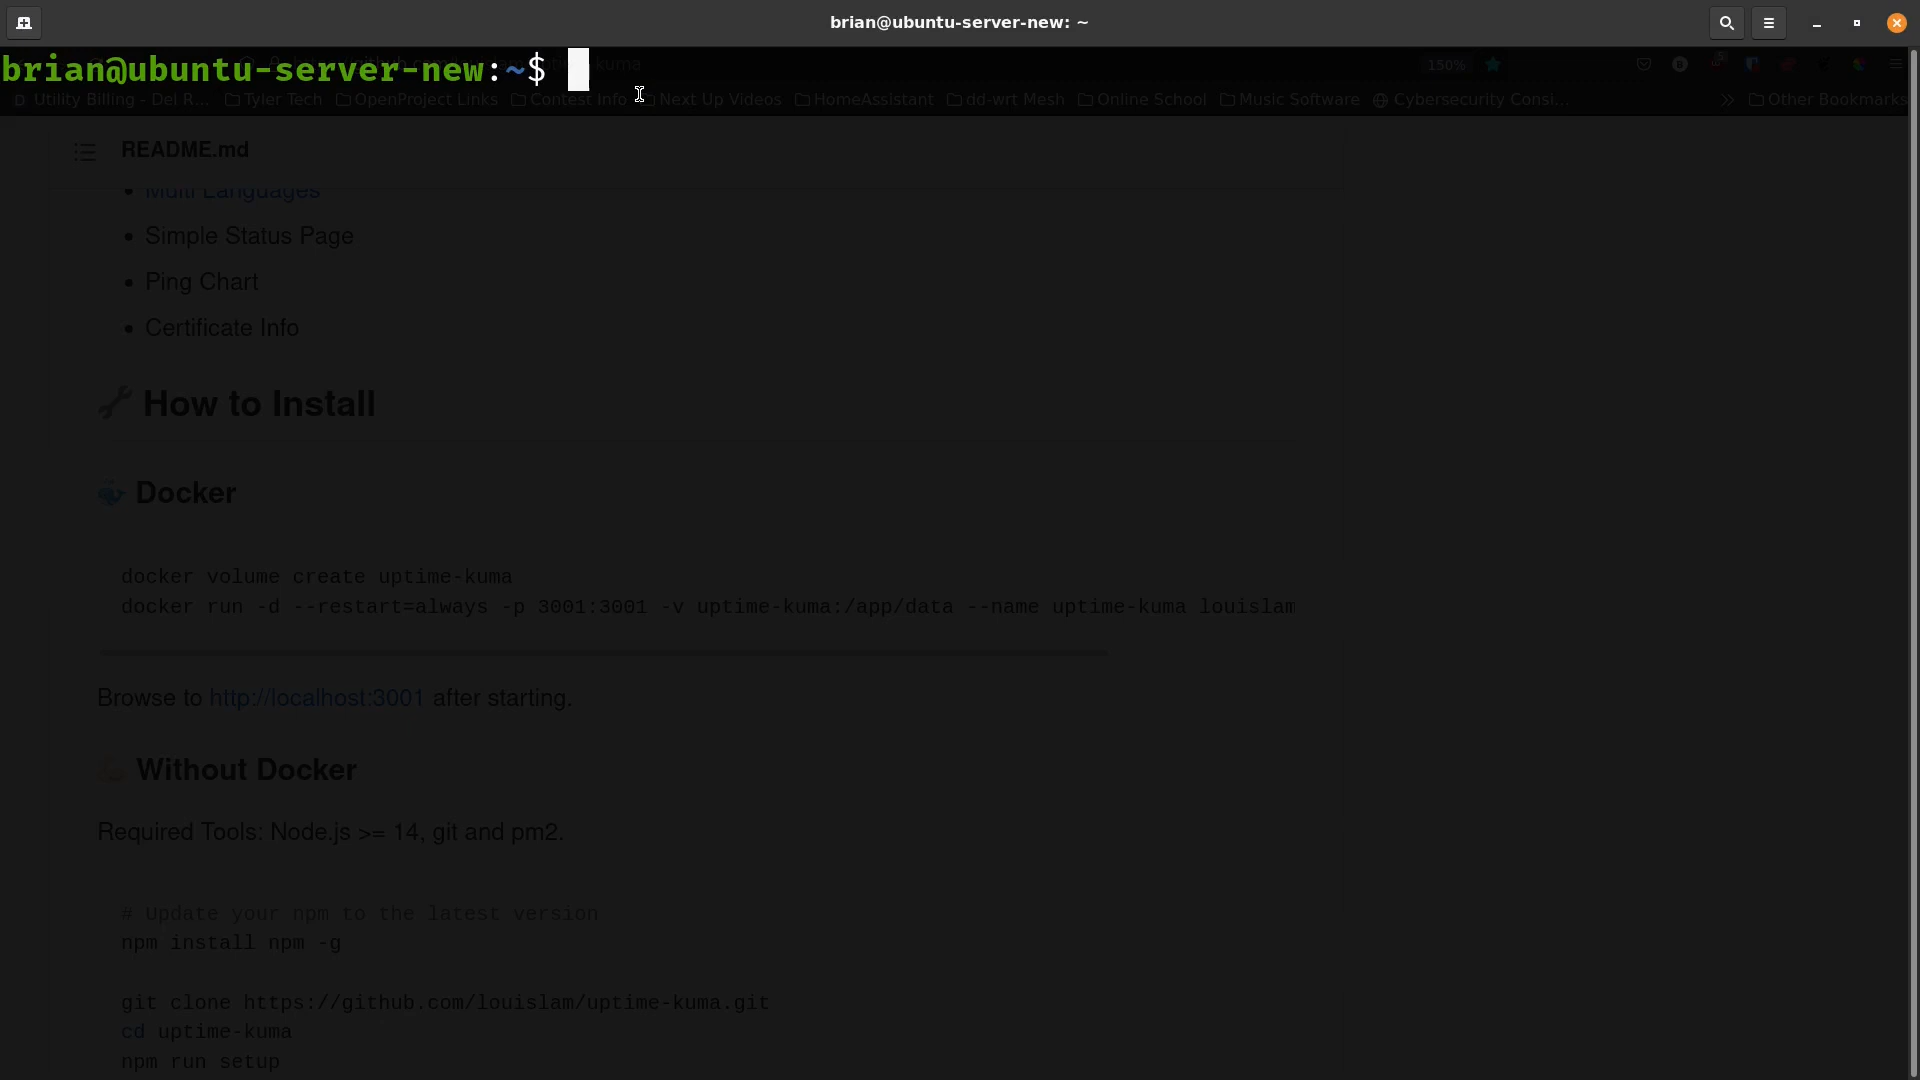 brian@ubuntu-server-new: ~
brian@ubuntu-server-new:~$
kuma
150%
Utility Billing - Del R... Tyler Tech OpenProject Links Contest Info Next Up Videos HomeAssistant dd-wrt Mesh Online School Music Software Cybersecurity Consi... Other Bookmarks
README.md
Multi Languages
Simple Status Page
Ping Chart
Certificate Info
How to Install
Docker
docker volume create uptime-kuma
docker run -d --restart=always -p 3001:3001 -v uptime-kuma:/app/data --name uptime-kuma louislam
Browse to http://localhost:3001 after starting.
Without Docker
Required Tools: Node.js >= 14, git and pm2.
# Update your npm to the latest version
npm install npm -g
git clone https://github.com/louislam/uptime-kuma.git
cd uptime-kuma
npm run setup